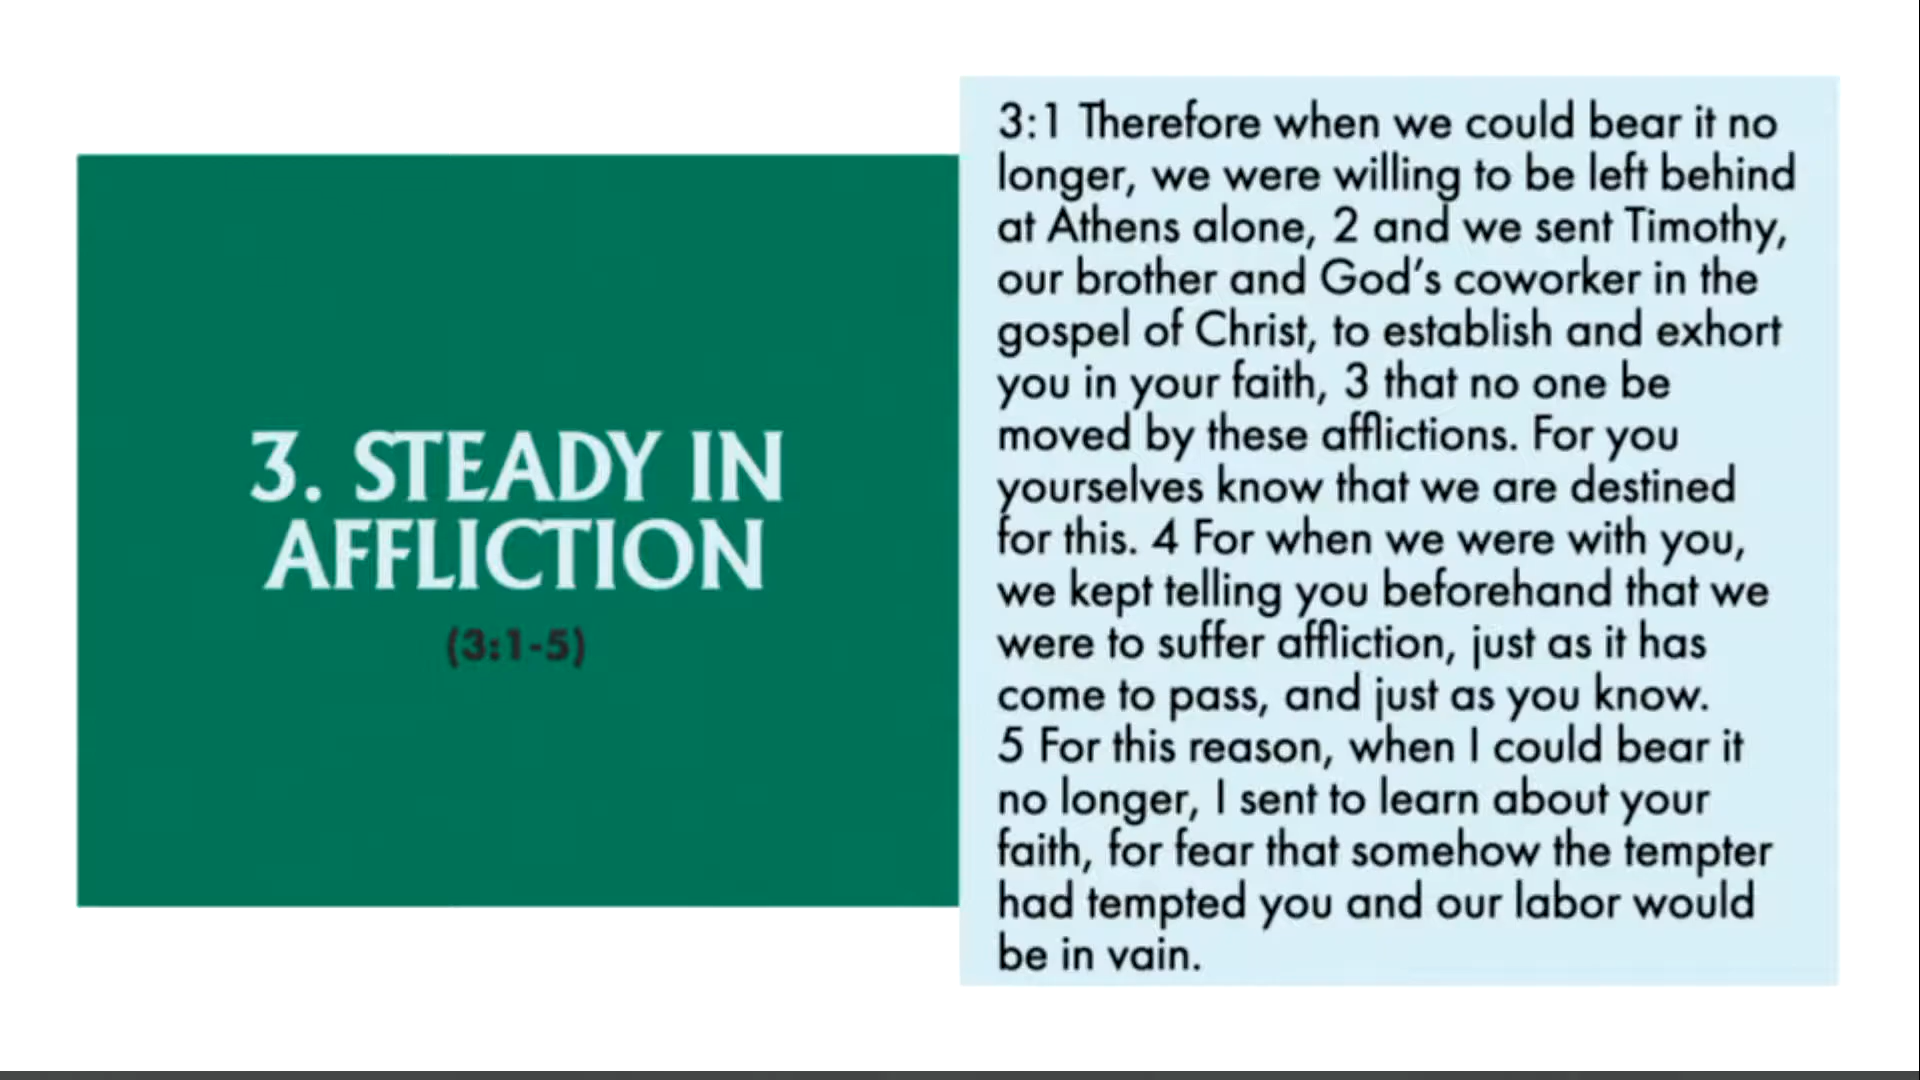 3. STEADY IN
AFFLICTION
(3:1-5)
3:1 Therefore when we could bear it no
longer, we were willing to be left behind
at Athens alone, 2 and we sent Timothy,
our brother and God’s coworker in the
gospel of Christ, to establish and exhort
you in your faith, 3 that no one be
moved by these afflictions. For you
yourselves know that we are destined
for this. 4 For when we were with you,
we kept telling you beforehand that we
were to suffer affliction, just as it has
come to pass, and just as you know.
5 For this reason, when I could bear it
no longer, I sent to learn about your
faith, for fear that somehow the tempter
had tempted you and our labor would
be in vain.